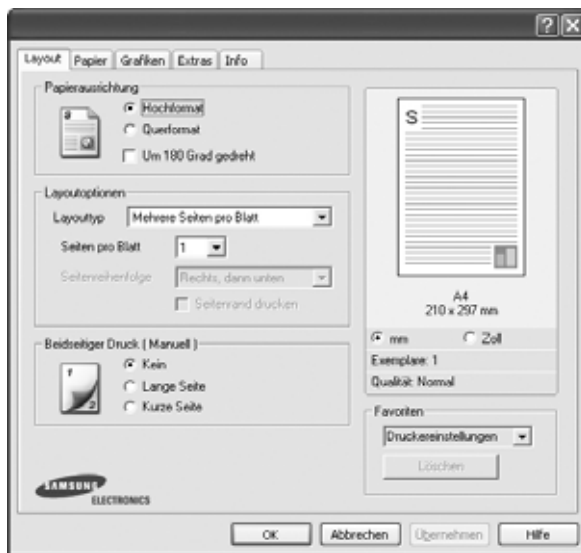 Layout Papier Grafiken Extras Info
Papierausrichtung
Hochformat
Querformat
Um 180 Grad gedreht
Layoutoptionen
Layouttyp Mehrere Seiten pro Blatt
Seiten pro Blatt 1
Seitenreihenfolge Rechts, dann unten
Seitenrand drucken
Beidseitiger Druck ( Manuell )
Kein
Lange Seite
Kurze Seite
SAMSUNG
ELECTRONICS
S
A4
210 x 297 mm
mm Zoll
Exemplare: 1
Qualität: Normal
Favoriten
Druckereinstellungen
Löschen
OK Abbrechen Übernehmen Hilfe